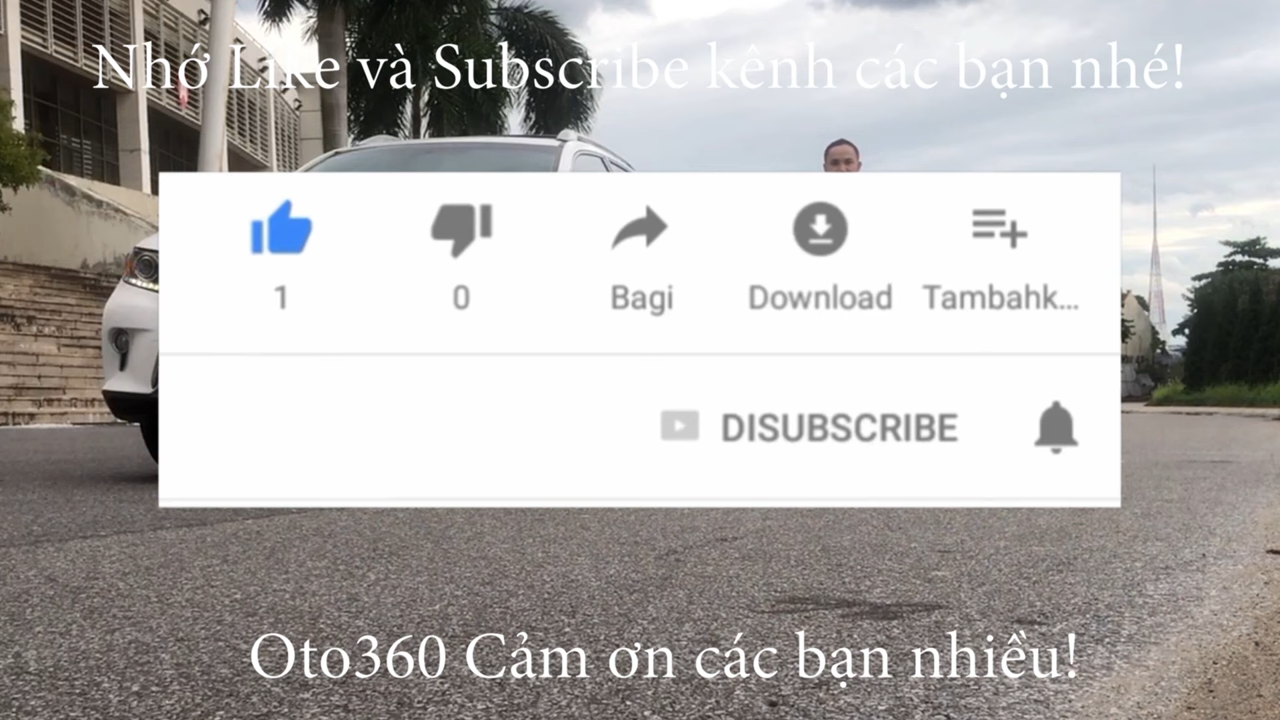 Nhớ Like và Subscribe kênh các bạn nhé!
1 0 Bagi Download Tambahk...
DISUBSCRIBE
Oto360 Cảm ơn các bạn nhiều!